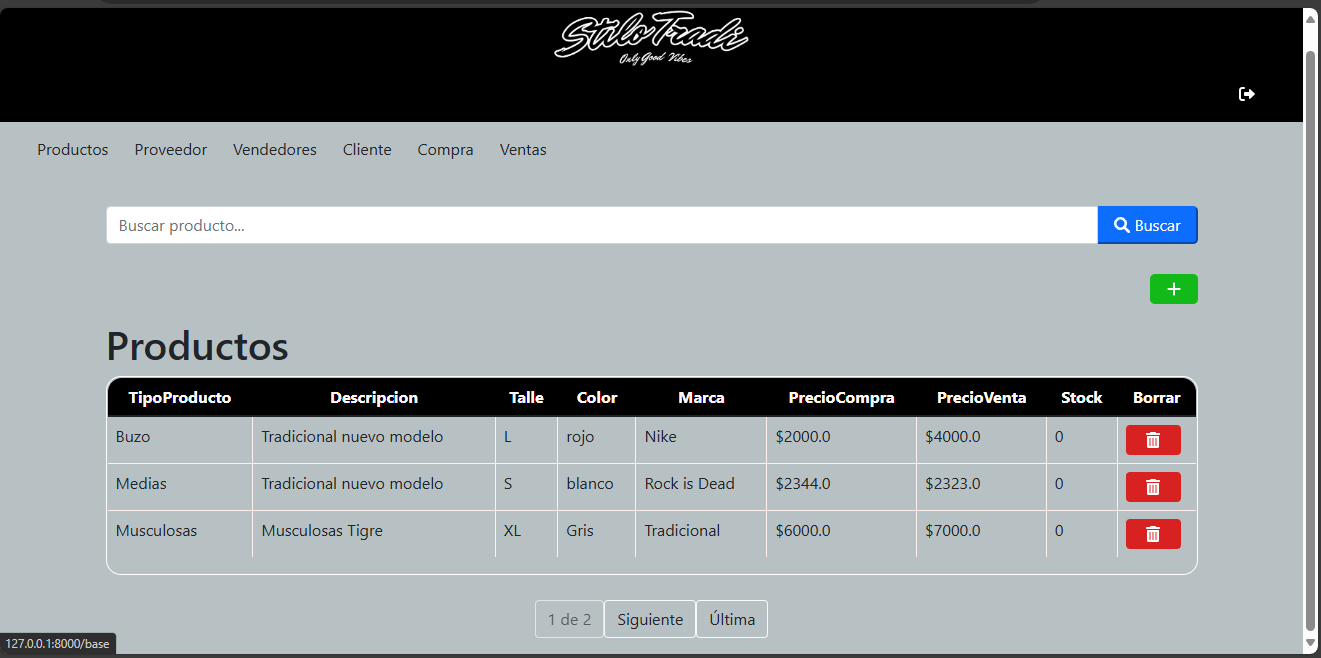 StiloTradi
Only Good Vibes
Productos Proveedor Vendedores Cliente Compra Ventas
Buscar producto...
Buscar
Productos
TipoProducto Descripcion Talle Color Marca PrecioCompra PrecioVenta Stock Borrar
Buzo Tradicional nuevo modelo L rojo Nike $2000.0 $4000.0 0
Medias Tradicional nuevo modelo S blanco Rock is Dead $2344.0 $2323.0 0
Musculosas Musculosas Tigre XL Gris Tradicional $6000.0 $7000.0 0
1 de 2 Siguiente Última
127.0.0.1:8000/base